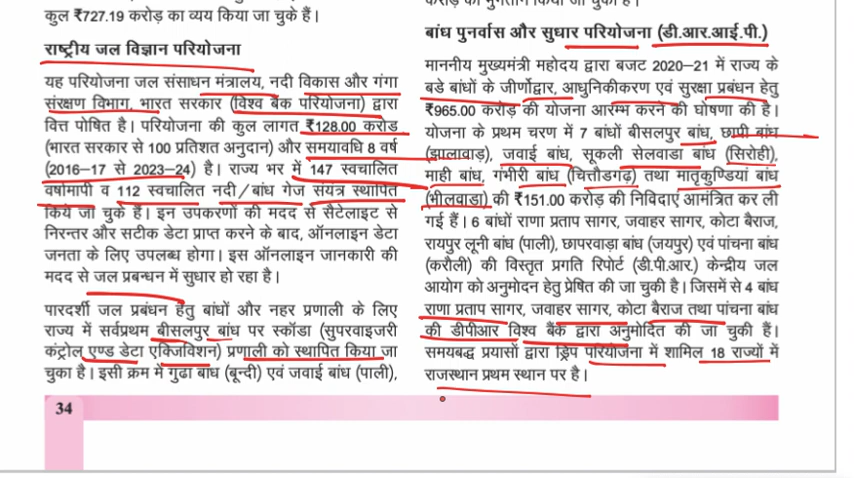 कुल ₹727.19 करोड़ का व्यय किया जा चुके हैं।
राष्ट्रीय जल विज्ञान परियोजना
यह परियोजना जल संसाधन मंत्रालय, नदी विकास और गंगा
संरक्षण विभाग, भारत सरकार (विश्व बैंक परियोजना) द्वारा
वित्त पोषित है। परियोजना की कुल लागत ₹128.00 करोड़
(भारत सरकार से 100 प्रतिशत अनुदान) और समयावधि 8 वर्ष
(2016-17 से 2023-24) है। राज्य भर में 147 स्वचालित
वर्षामापी व 112 स्वचालित नदी/बांध गेज संयंत्र स्थापित
किये जा चुके हैं। इन उपकरणों की मदद से सैटेलाइट से
निरन्तर और सटीक डेटा प्राप्त करने के बाद, ऑनलाइन डेटा
जनता के लिए उपलब्ध होगा। इस ऑनलाइन जानकारी की
मदद से जल प्रबन्धन में सुधार हो रहा है।
पारदर्शी जल प्रबंधन हेतु बांधों और नहर प्रणाली के लिए
राज्य में सर्वप्रथम बीसलपुर बांध पर स्कॉडा (सुपरवाइजरी
कंट्रोल एण्ड डेटा एक्जिविशन) प्रणाली को स्थापित किया जा
चुका है। इसी क्रम में गुढा बांध (बून्दी) एवं जवाई बांध (पाली),
34
बांध पुनर्वास और सुधार परियोजना (डी.आर.आई.पी.)
माननीय मुख्यमंत्री महोदय द्वारा बजट 2020-21 में राज्य के
बडे बांधों के जीर्णोद्वार, आधुनिकीकरण एवं सुरक्षा प्रबंधन हेतु
₹965.00 करोड़ की योजना आरम्भ करने की घोषणा की है।
योजना के प्रथम चरण में 7 बांधों बीसलपुर बांध, छापी बांध
(झालावाड़), जवाई बांध, सूकली सेलवाडा बांध (सिरोही),
माही बांध, गंभीरी बांध (चित्तौडगढ़) तथा मातृकुण्डियां बांध
(भीलवाडा) की ₹151.00 करोड़ की निविदाएं आमंत्रित कर ली
गई हैं। 6 बांधों राणा प्रताप सागर, जवाहर सागर, कोटा बैराज,
रायपुर लूनी बांध (पाली), छापरवाड़ा बांध (जयपुर) एवं पांचना बांध
(करौली) की विस्तृत प्रगति रिपोर्ट (डी.पी.आर.) केन्द्रीय जल
आयोग को अनुमोदन हेतु प्रेषित की जा चुकी है। जिसमें से 4 बांध
राणा प्रताप सागर, जवाहर सागर, कोटा बैराज तथा पांचना बांध
की डीपीआर विश्व बैंक द्वारा अनुमोदित की जा चुकी हैं।
समयबद्ध प्रयासों द्वारा ड्रिप परियोजना में शामिल 18 राज्यों में
राजस्थान प्रथम स्थान पर है।